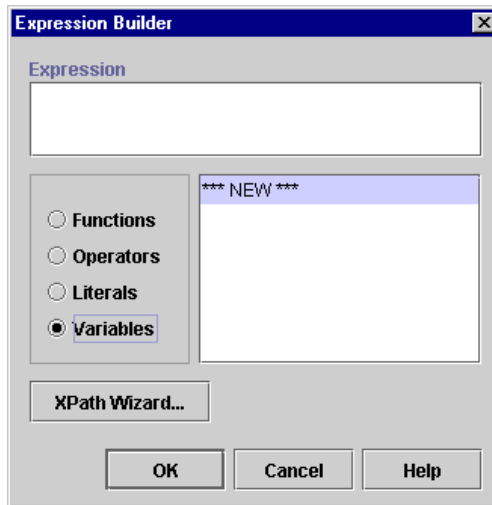 Expression Builder
Expression
*** NEW ***
Functions
Operators
Literals
Variables
XPath Wizard...
OK Cancel Help